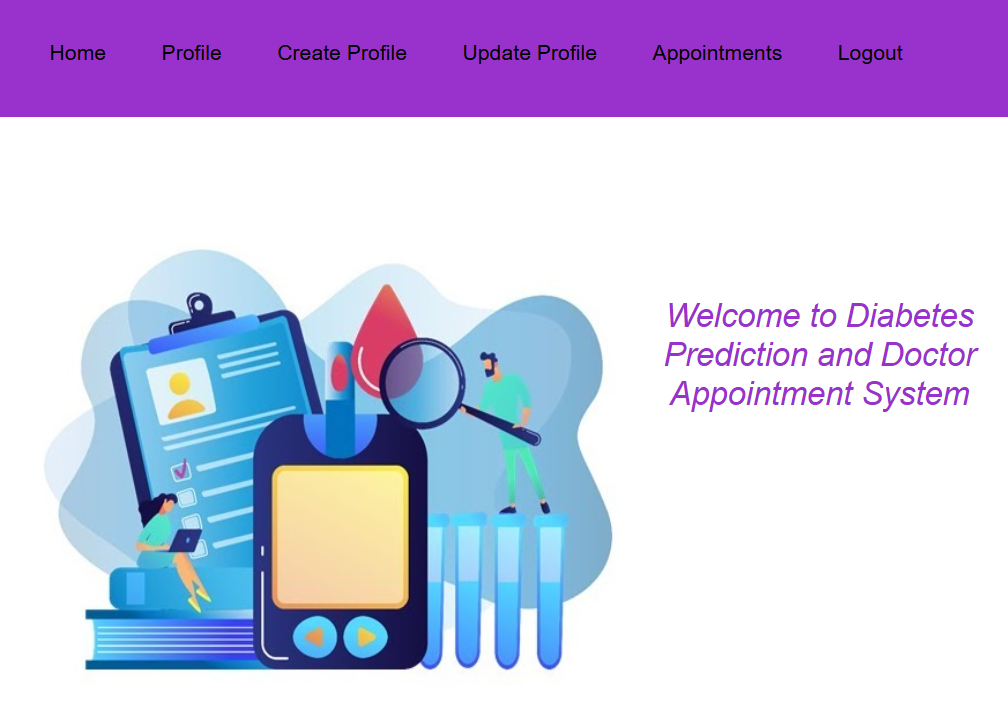 Home Profile Create Profile Update Profile Appointments Logout
Welcome to Diabetes
Prediction and Doctor
Appointment System